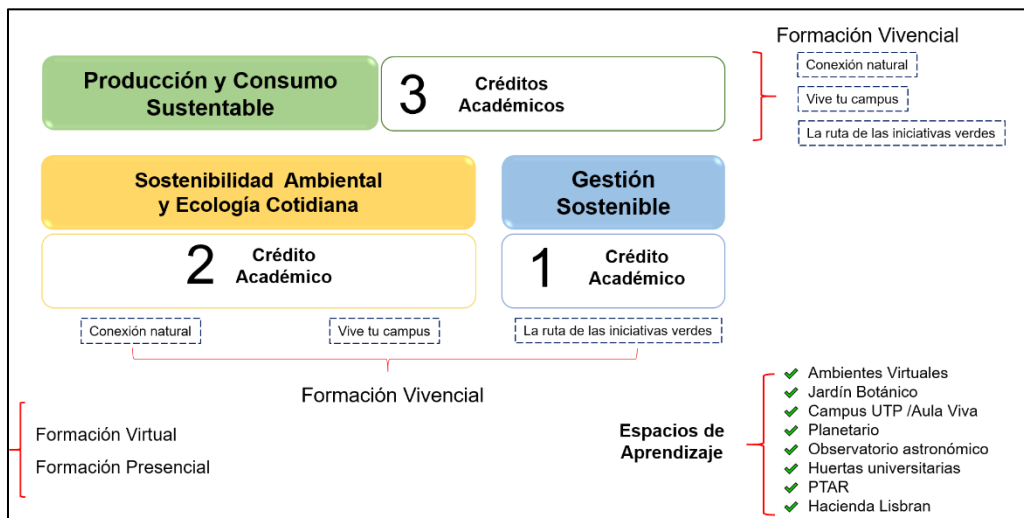 Formación Vivencial
Conexión natural
Vive tu campus
La ruta de las iniciativas verdes
Producción y Consumo
Sustentable
3
Créditos
Académicos
Sostenibilidad Ambiental
y Ecología Cotidiana
2
Crédito
Académico
Gestión
Sostenible
1
Crédito
Académico
Conexión natural
Vive tu campus
La ruta de las iniciativas verdes
Formación Vivencial
Formación Virtual
Formación Presencial
Espacios de
Aprendizaje
Ambientes Virtuales
Jardín Botánico
Campus UTP /Aula Viva
Planetario
Observatorio astronómico
Huertas universitarias
PTAR
Hacienda Lisbran